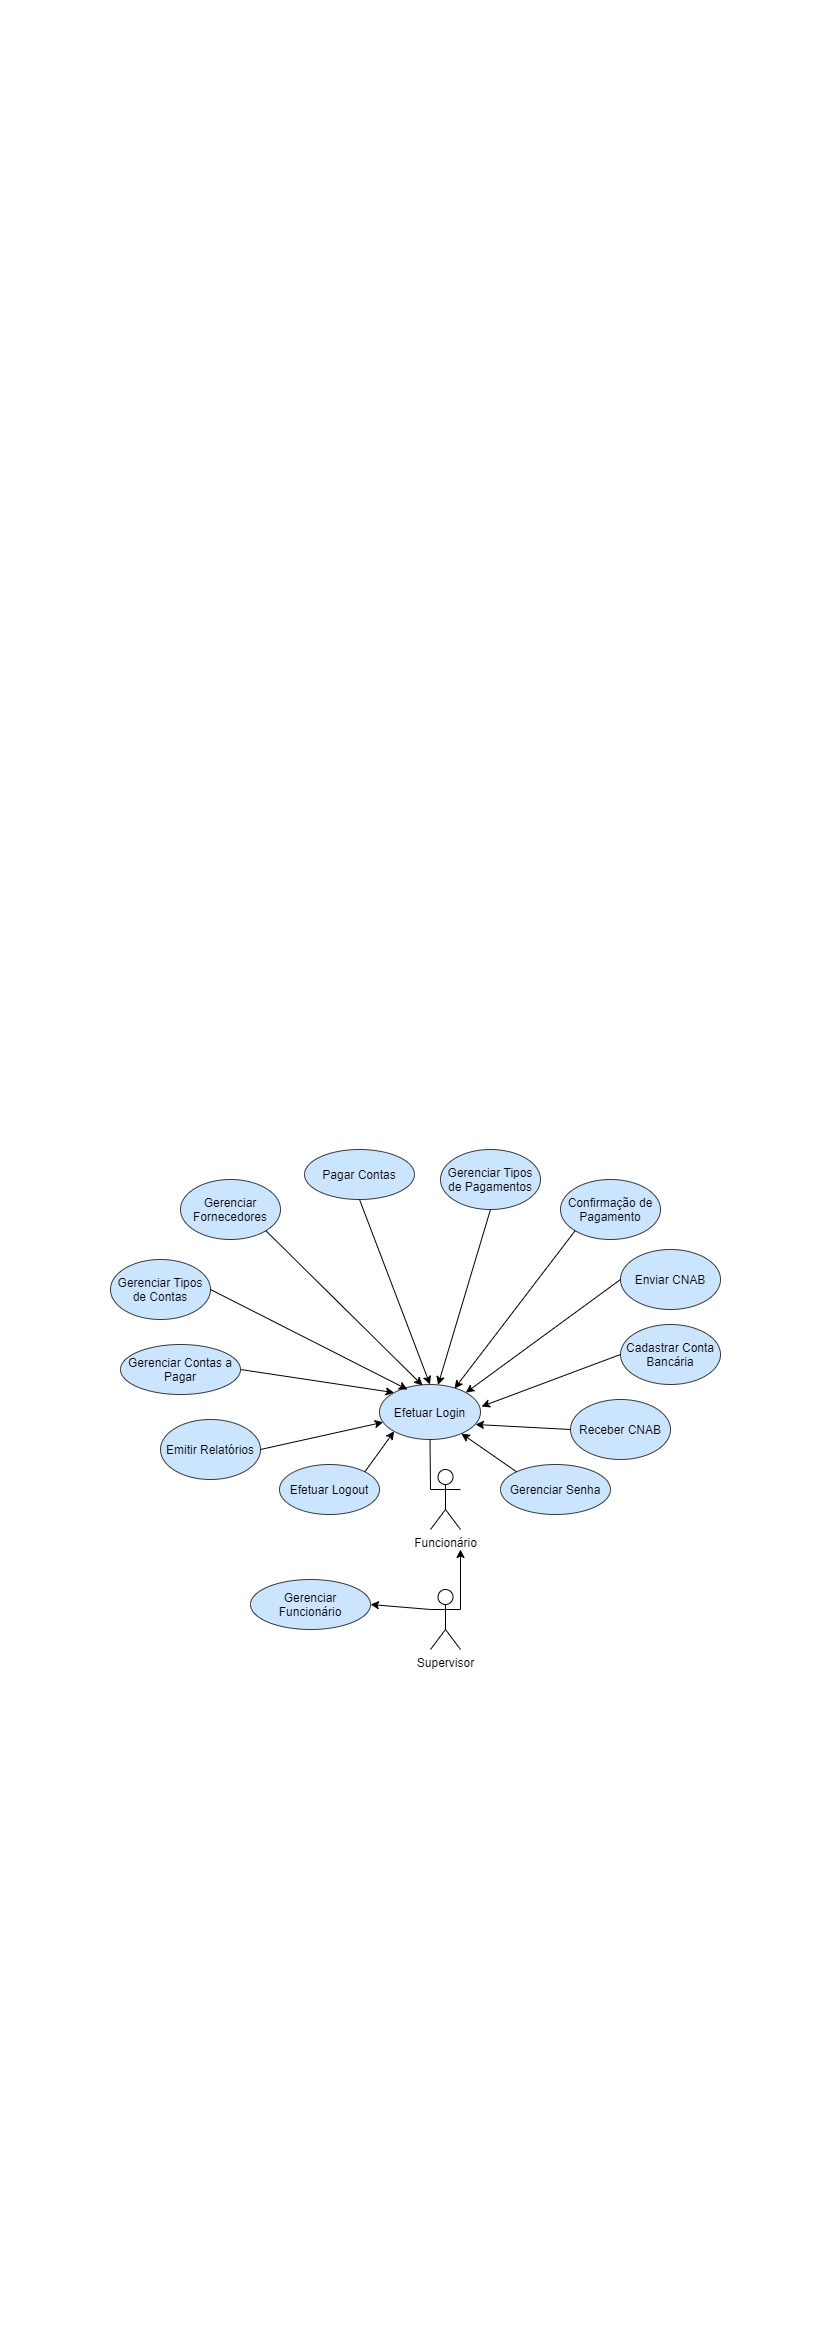 Pagar Contas
Gerenciar Tipos
de Pagamentos
Gerenciar
Fornecedores
Confirmação de
Pagamento
Gerenciar Tipos
de Contas
Enviar CNAB
Gerenciar Contas a
Pagar
Cadastrar Conta
Bancária
Efetuar Login
Emitir Relatórios
Receber CNAB
Efetuar Logout
Gerenciar Senha
Funcionário
Gerenciar
Funcionário
Supervisor